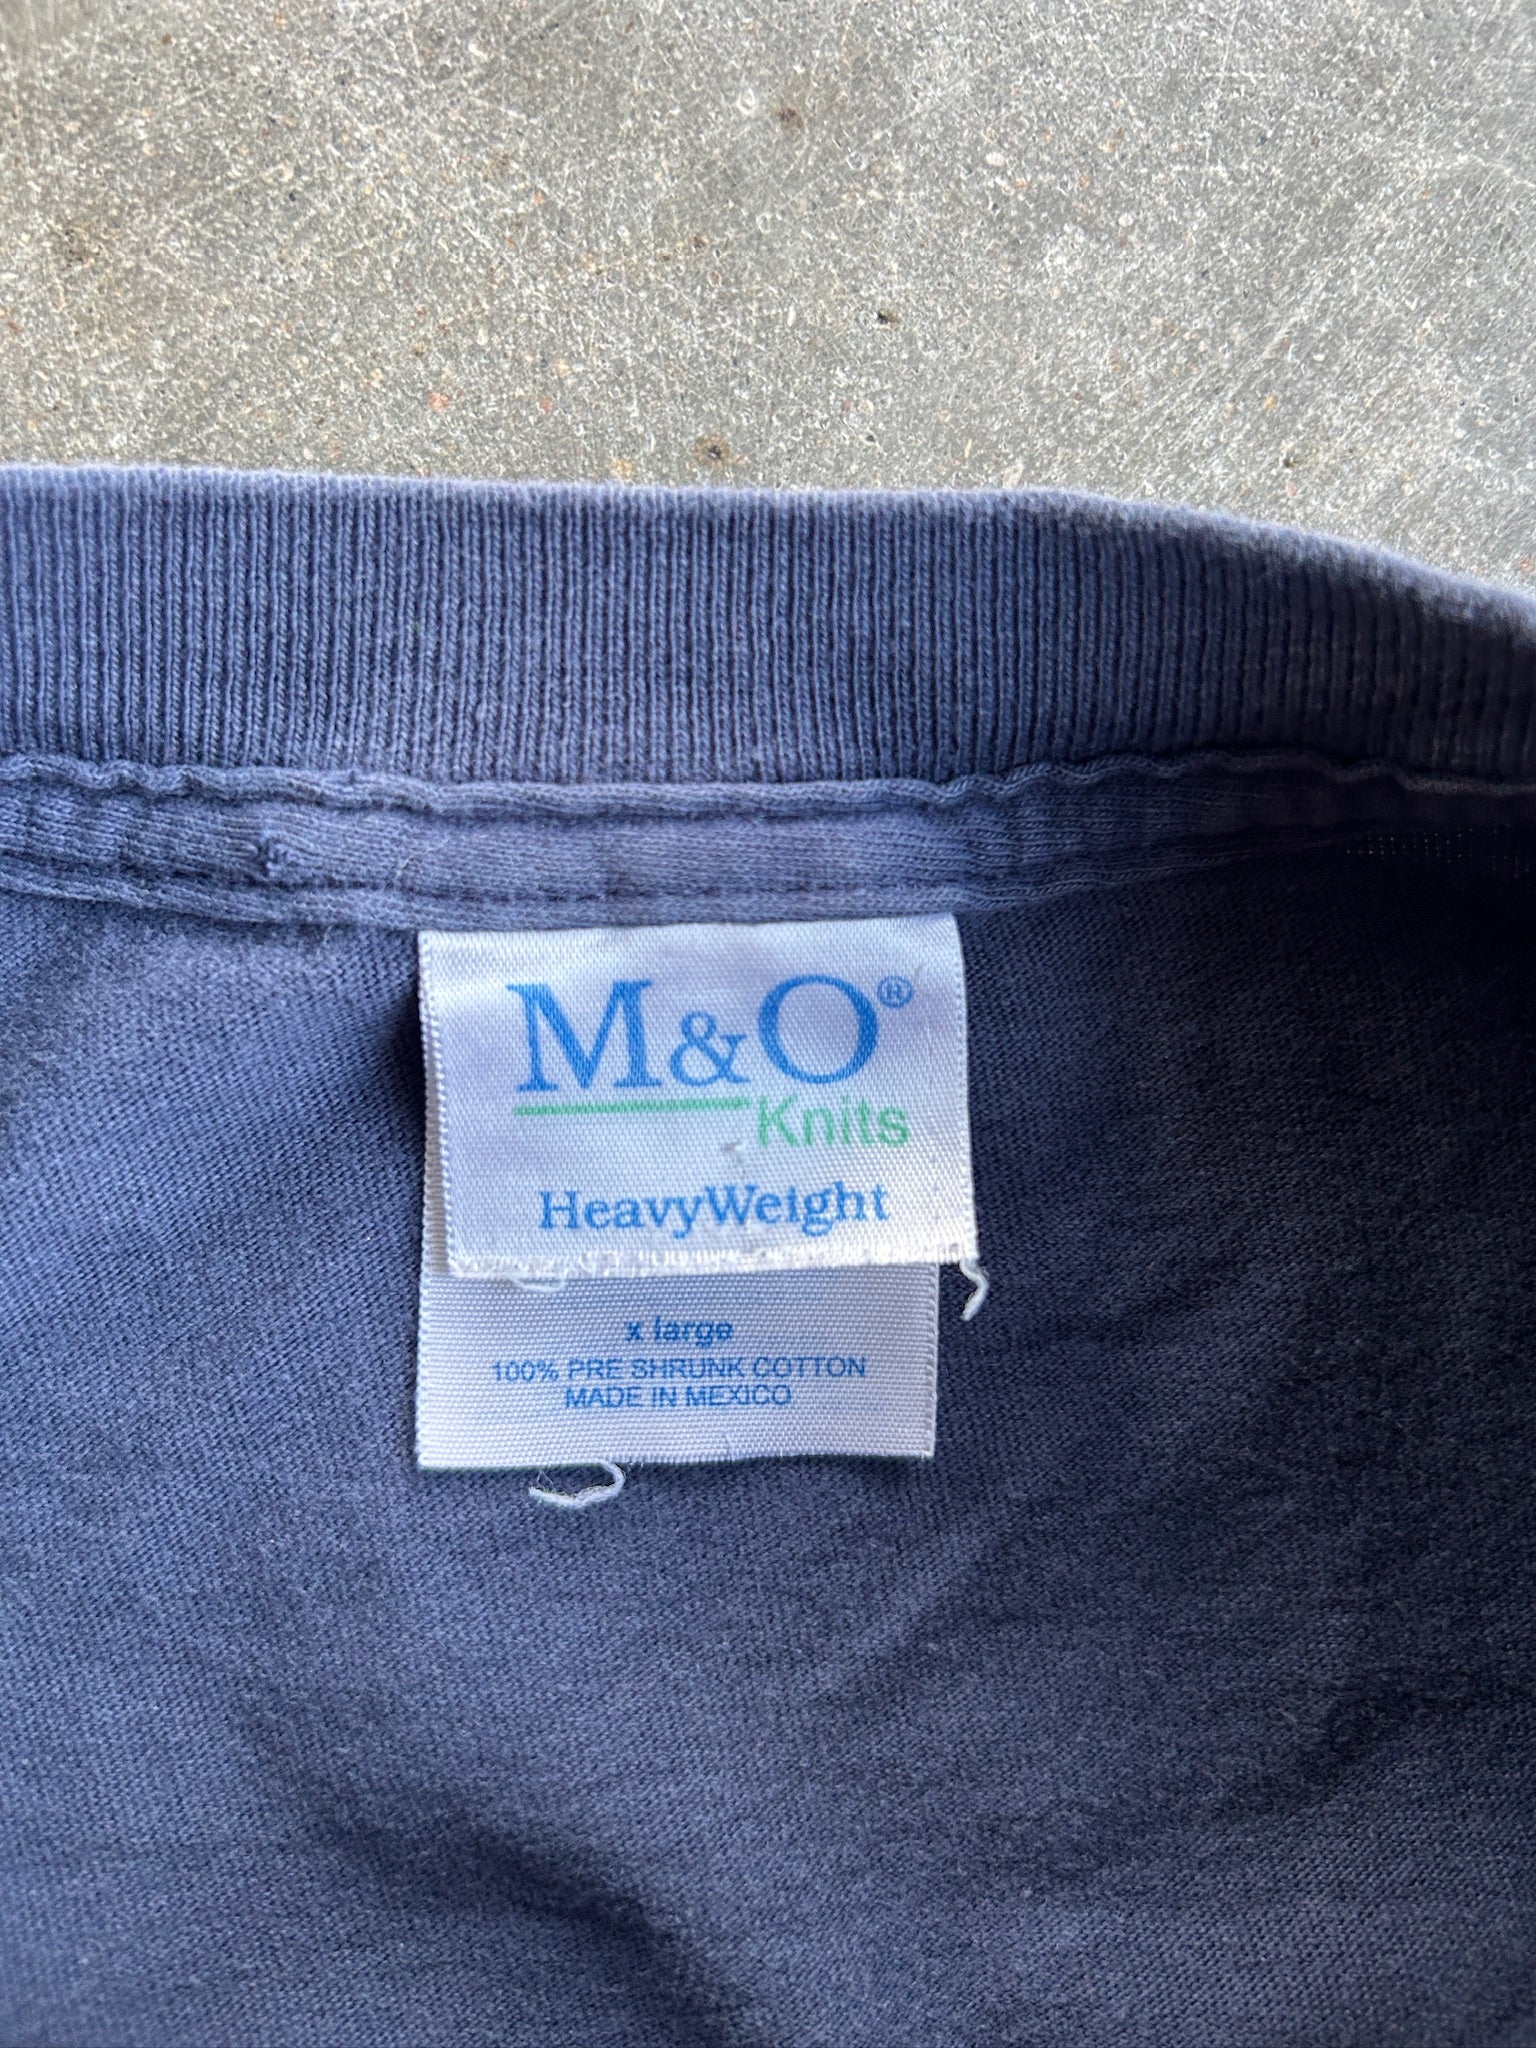 M&O®
Knits
HeavyWeight
x large
100% PRE SHRUNK COTTON
MADE IN MEXICO